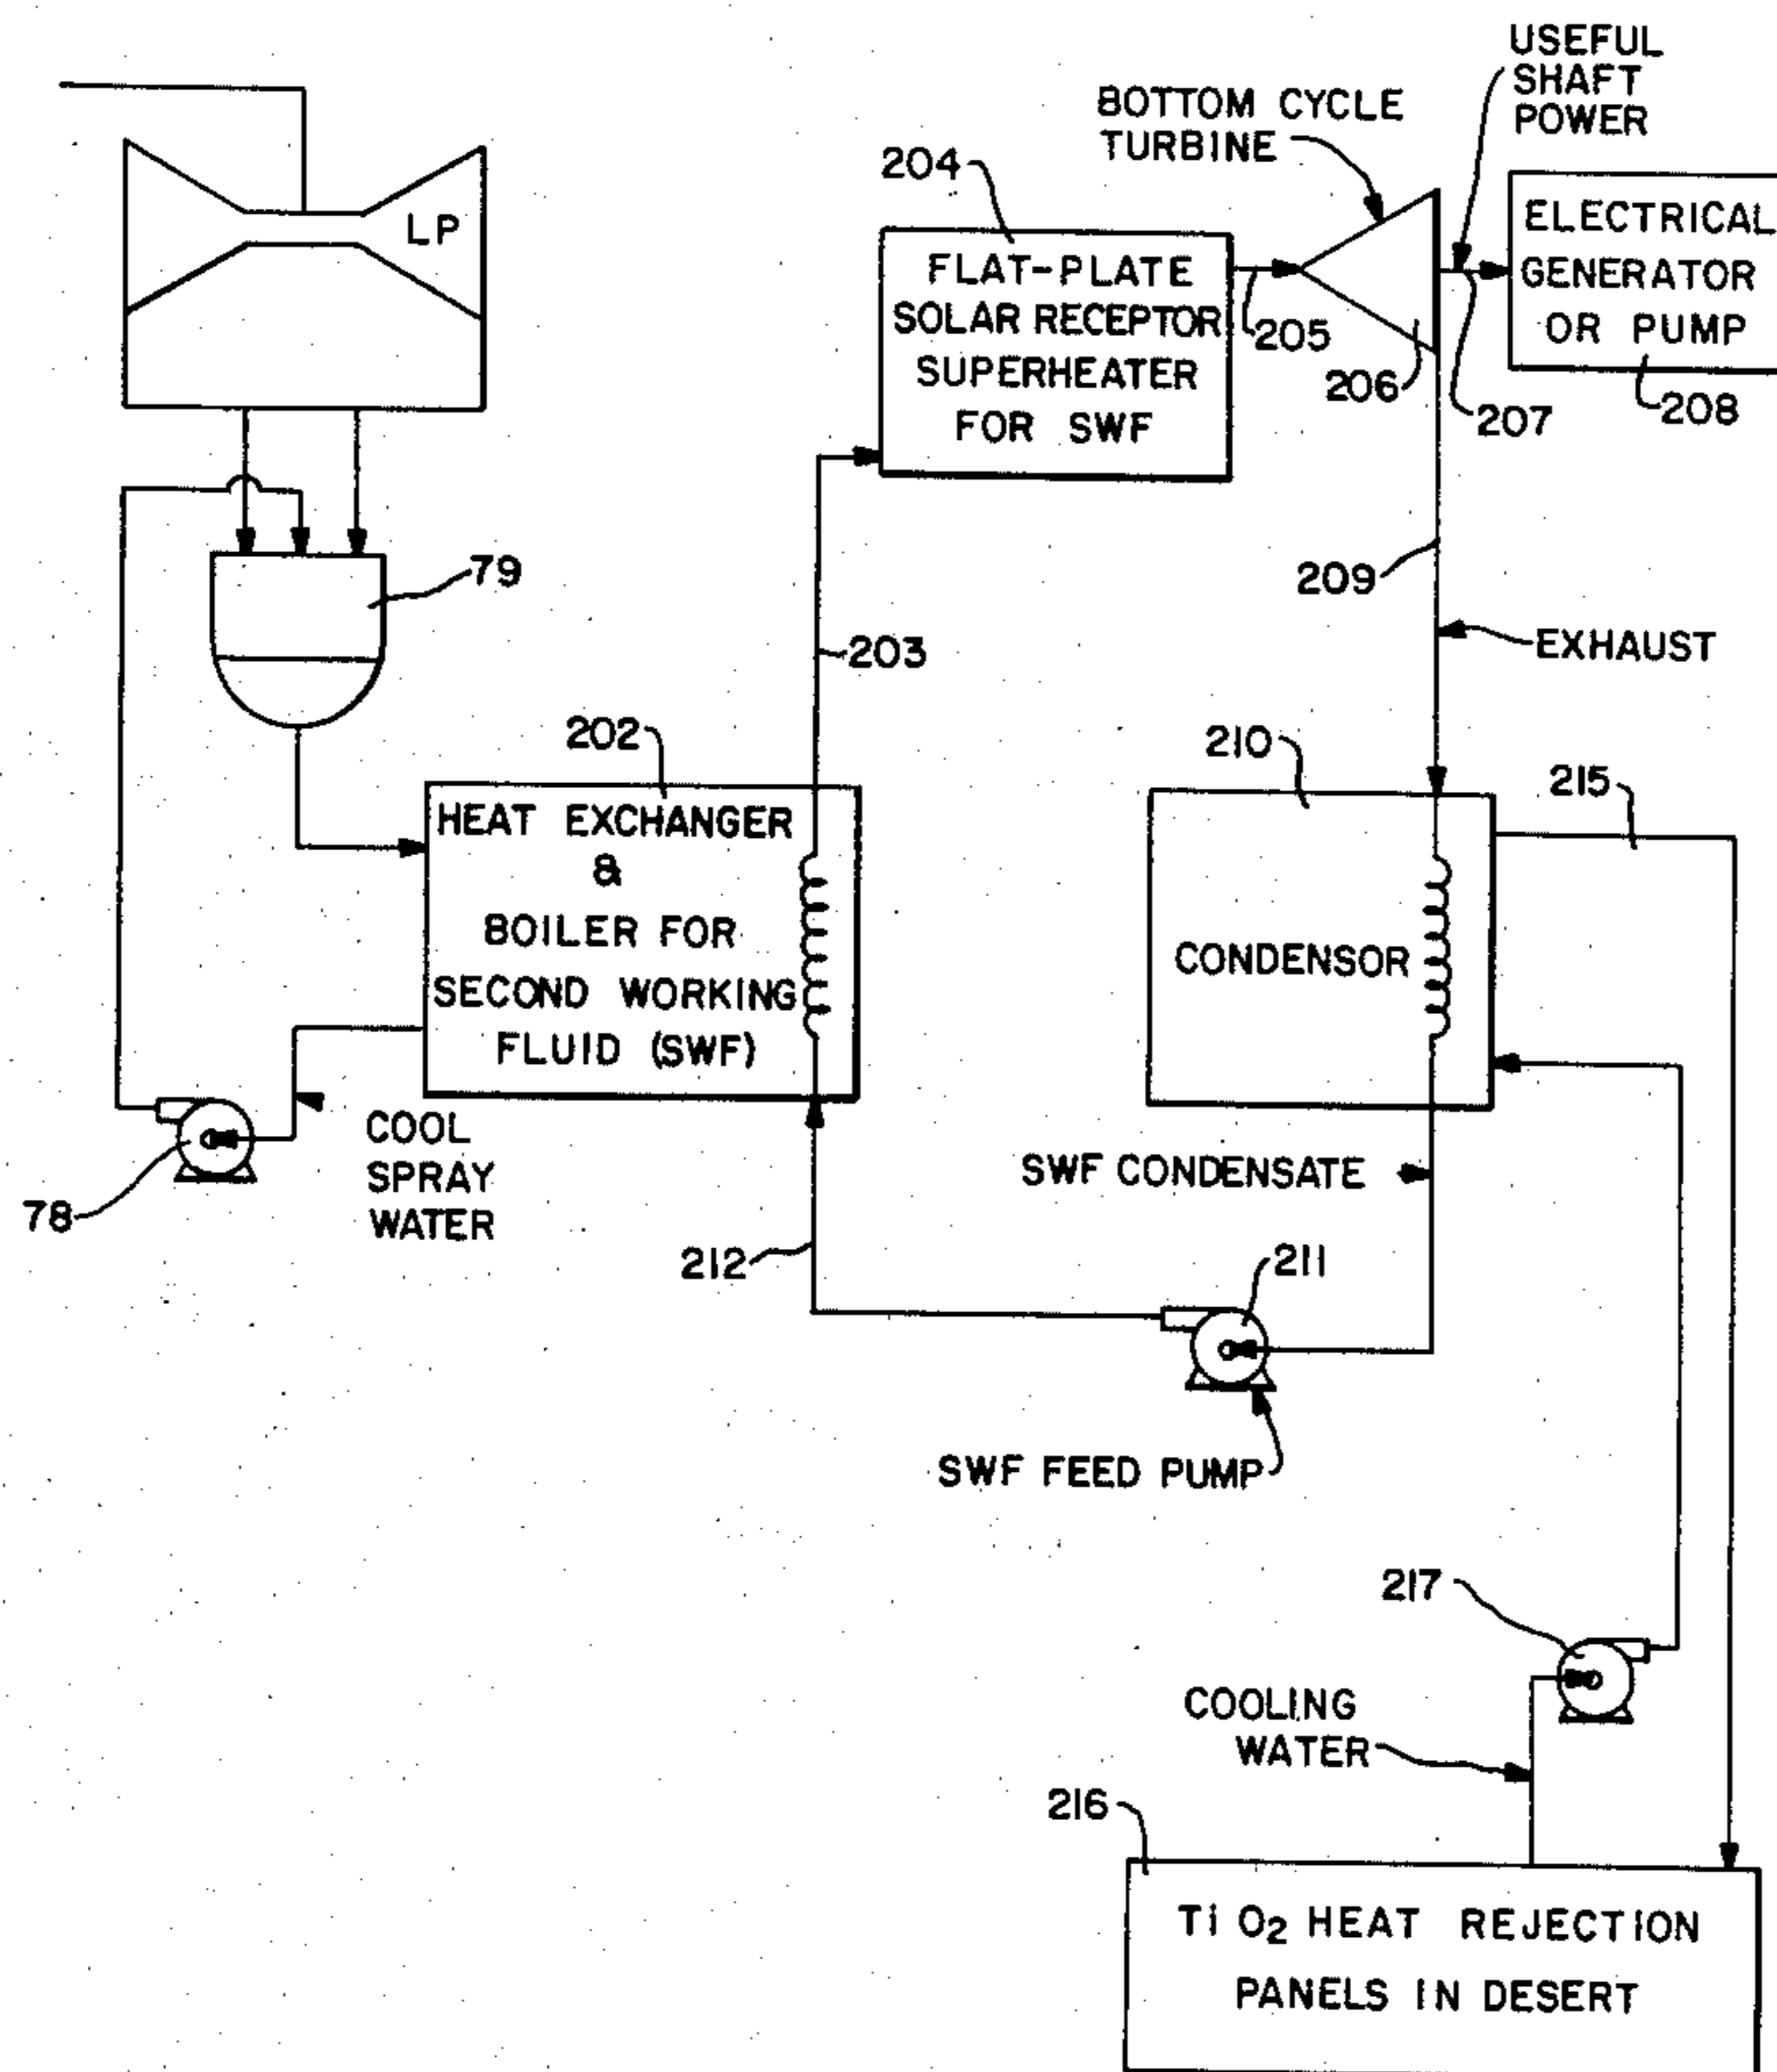 USEFUL
SHAFT
POWER
BOTTOM CYCLE
TURBINE
LP
204
FLAT-PLATE
SOLAR RECEPTOR
SUPERHEATER
FOR SWF
205
206
ELECTRICAL
GENERATOR
OR PUMP
207
208
209
EXHAUST
79
203
202
HEAT EXCHANGER
&
BOILER FOR
SECOND WORKING
FLUID (SWF)
210
215
CONDENSOR
COOL
SPRAY
WATER
78
SWF CONDENSATE
212
211
SWF FEED PUMP
217
COOLING
WATER
216
TiO2 HEAT REJECTION
PANELS IN DESERT